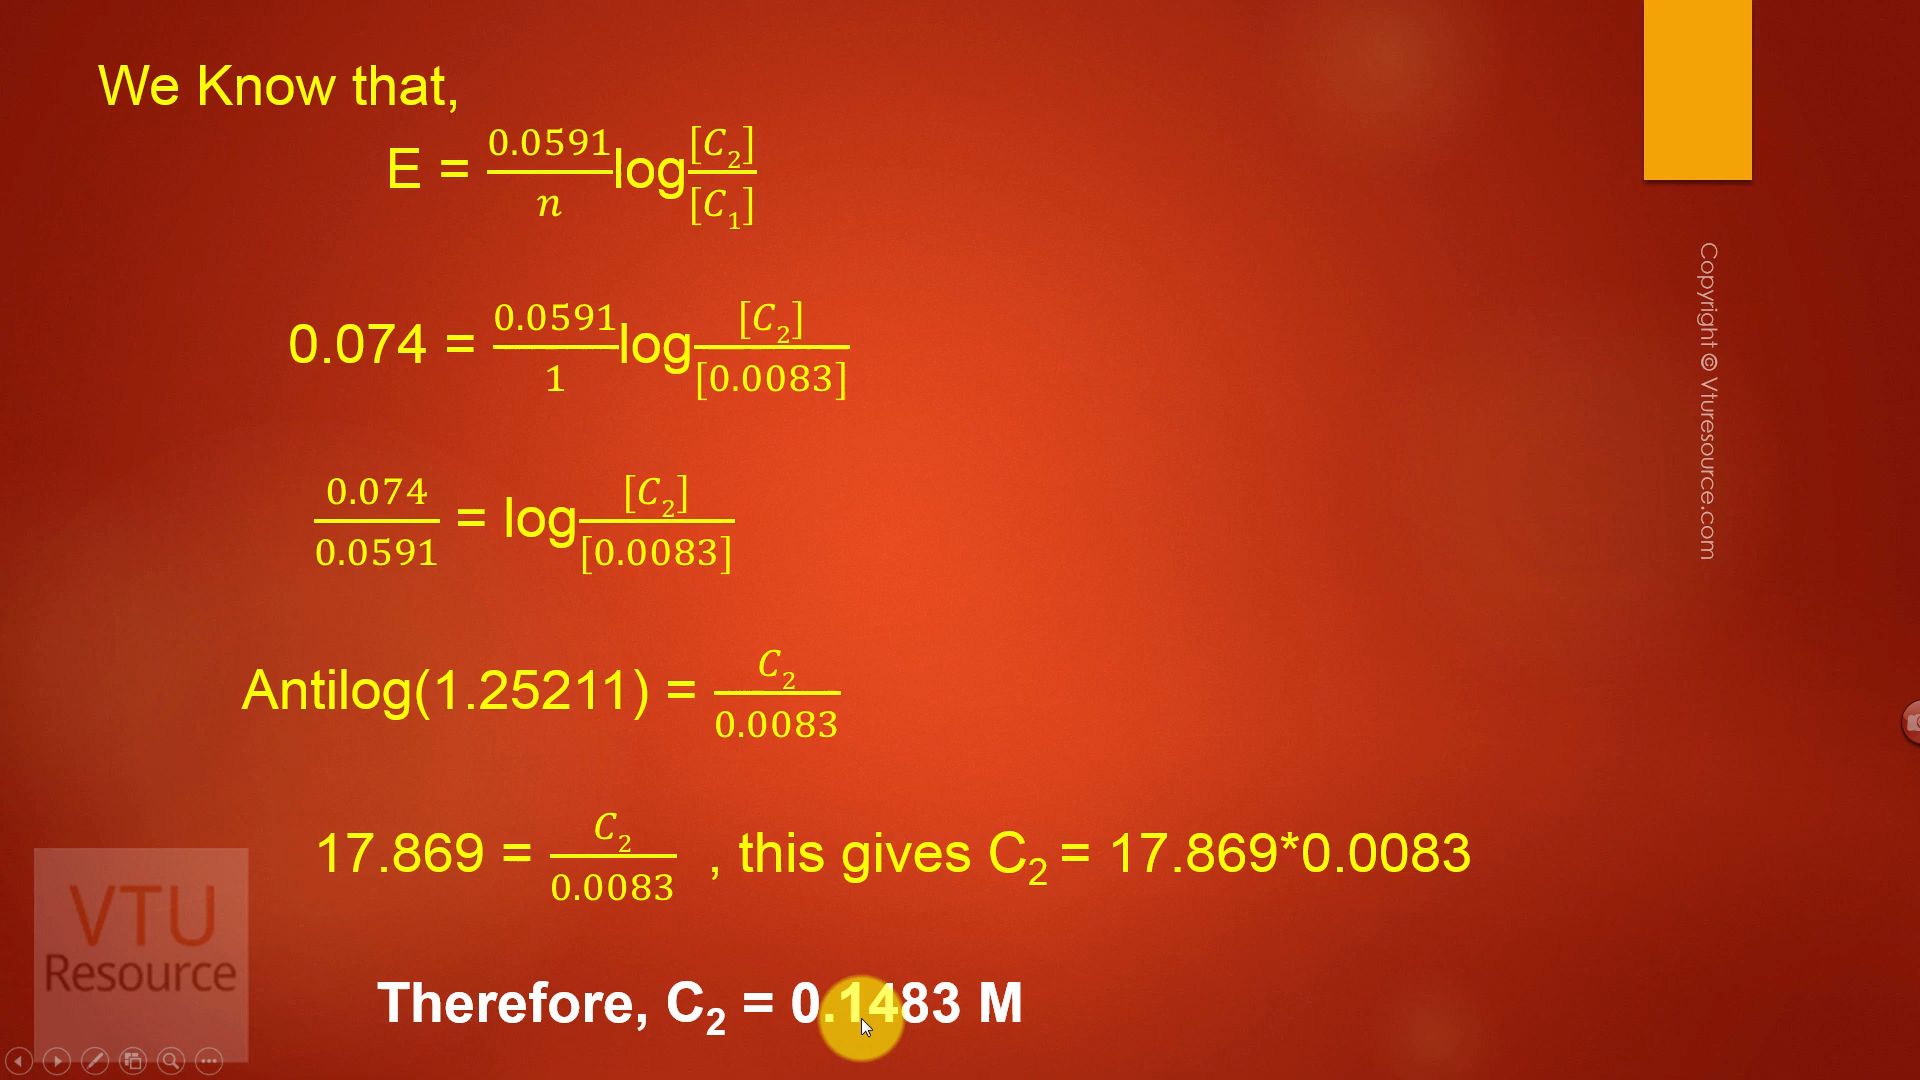 We Know that,
E = 0.0591/n log [C₂]/[C₁]
0.074 = 0.0591/1 log [C₂]/[0.0083]
0.074/0.0591 = log [C₂]/[0.0083]
Antilog(1.25211) = C₂/0.0083
17.869 = C₂/0.0083 , this gives C₂ = 17.869*0.0083
Therefore, C₂ = 0.1483 M
Copyright © Vturesource.com
VTU
Resource